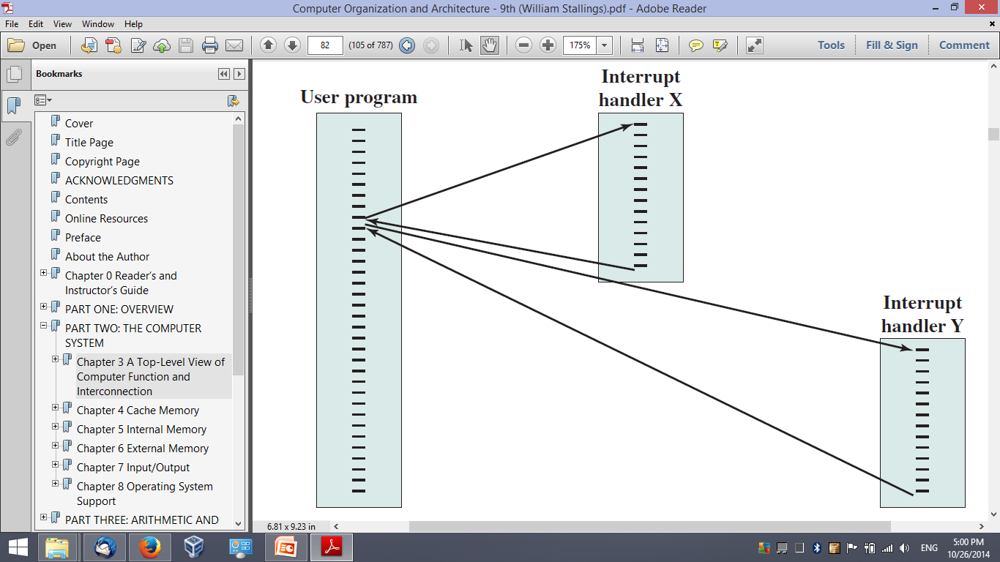 Computer Organization and Architecture - 9th (William Stallings).pdf - Adobe Reader
File Edit View Window Help
Open 82 (105 of 787) 175% Tools Fill & Sign Comment
Bookmarks
Cover
Title Page
Copyright Page
ACKNOWLEDGMENTS
Contents
Online Resources
Preface
About the Author
Chapter 0 Reader's and
Instructor's Guide
PART ONE: OVERVIEW
PART TWO: THE COMPUTER
SYSTEM
Chapter 3 A Top-Level View of
Computer Function and
Interconnection
Chapter 4 Cache Memory
Chapter 5 Internal Memory
Chapter 6 External Memory
Chapter 7 Input/Output
Chapter 8 Operating System
Support
PART THREE: ARITHMETIC AND
User program
Interrupt
handler X
Interrupt
handler Y
6.81 x 9.23 in
ENG
5:00 PM
10/26/2014